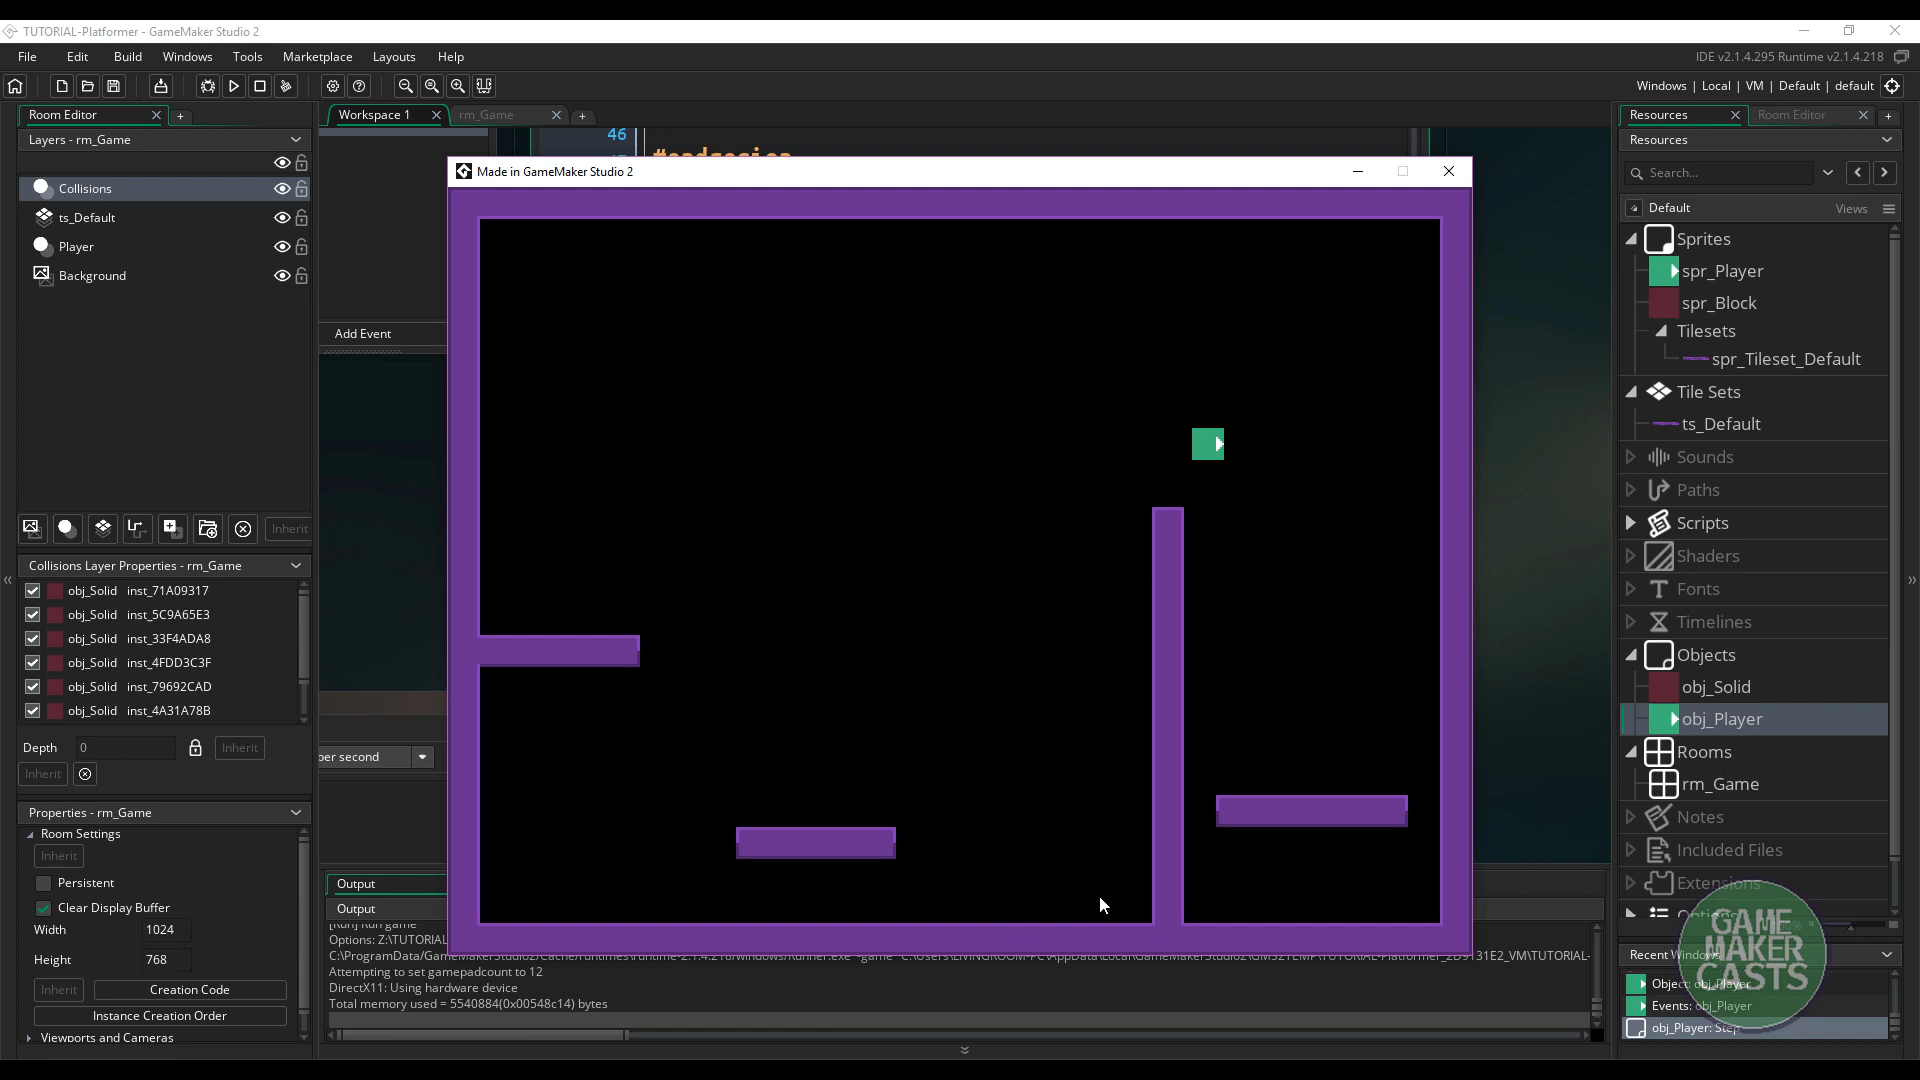 TUTORIAL-Platformer - GameMaker Studio 2
File Edit Build Windows Tools Marketplace Layouts Help
IDE v2.1.4.295 Runtime v2.1.4.218
Windows | Local | VM | Default | default
Room Editor
Layers - rm_Game
Collisions
ts_Default
Player
Background
Inherit
Collisions Layer Properties - rm_Game
obj_Solid inst_71A09317
obj_Solid inst_5C9A65E3
obj_Solid inst_33F4ADA8
obj_Solid inst_4FDD3C3F
obj_Solid inst_79692CAD
obj_Solid inst_4A31A78B
Depth 0 Inherit
Inherit
Properties - rm_Game
Room Settings
Inherit
Persistent
Clear Display Buffer
Width 1024
Height 768
Inherit Creation Code
Instance Creation Order
Viewports and Cameras
Workspace 1 rm_Game
46
Made in GameMaker Studio 2
Add Event
per second
Output
Output
[Run] Run game
Options: Z:\TUTORIAL
Attempting to set gamepadcount to 12
DirectX11: Using hardware device
Total memory used = 5540884(0x00548c14) bytes
Resources Room Editor
Resources
Search...
Default Views
Sprites
spr_Player
spr_Block
Tilesets
spr_Tileset_Default
Tile Sets
ts_Default
Sounds
Paths
Scripts
Shaders
Fonts
Timelines
Objects
obj_Solid
obj_Player
Rooms
rm_Game
Notes
Included Files
Extensions
Options
Recent Windows
Object: obj_Player
Events: obj_Player
obj_Player: Step
GAME
MAKER
CASTS